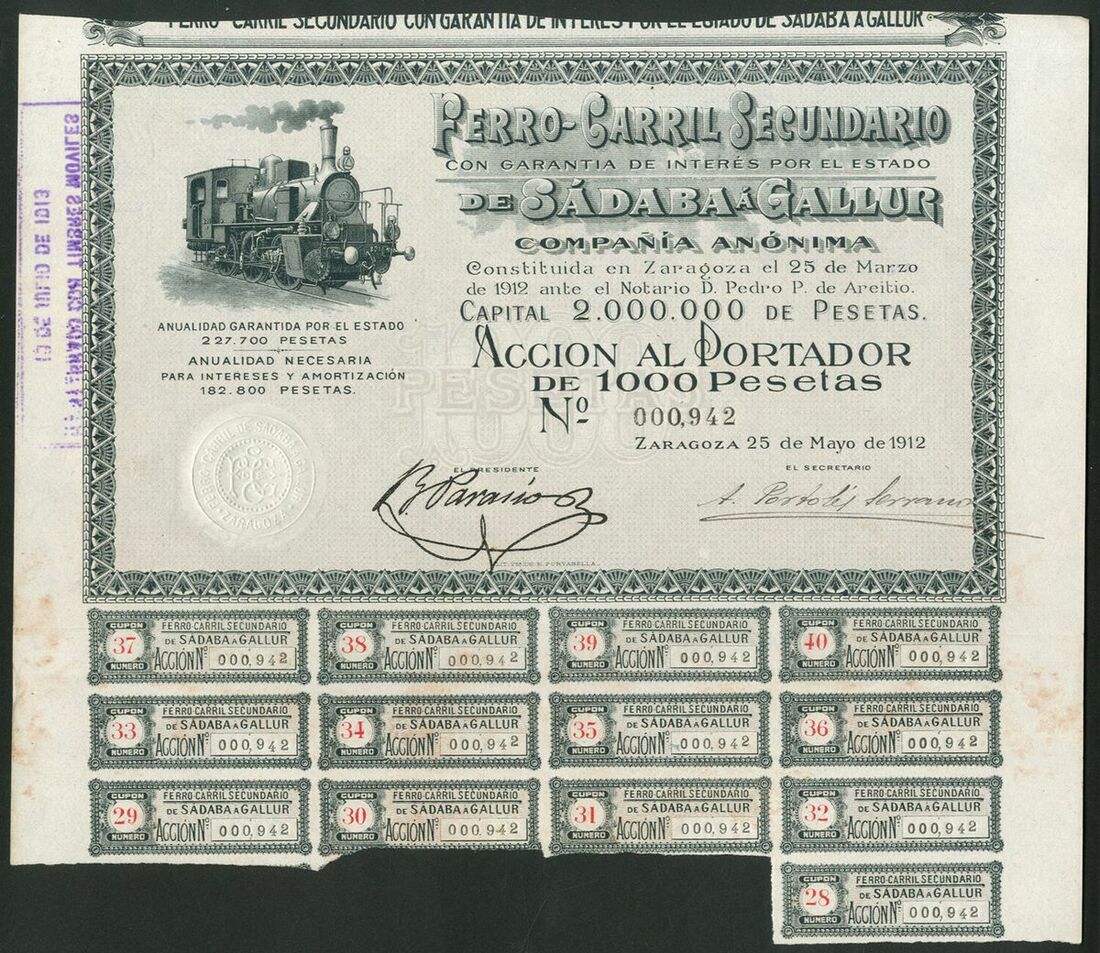 FERRO-CARRIL SECUNDARIO CON GARANTIA DE INTERES POR EL ESTADO DE SADABA A GALLUR
FERRO-CARRIL SECUNDARIO
CON GARANTIA DE INTERÉS POR EL ESTADO
DE SÁDABA Á GALLUR
COMPAÑÍA ANÓNIMA
Constituida en Zaragoza el 25 de Marzo
de 1912 ante el Notario D. Pedro P. de Areitio.
CAPITAL 2.000.000 DE PESETAS.
ACCION AL PORTADOR
DE 1000 Pesetas
Nº 000,942
ZARAGOZA 25 de Mayo de 1912
ANUALIDAD GARANTIDA POR EL ESTADO
227.700 PESETAS
ANUALIDAD NECESARIA
PARA INTERESES Y AMORTIZACIÓN
182.800 PESETAS.
1000
PESETAS
1000
EL PRESIDENTE
B Paraiso
EL SECRETARIO
A. Portolés Serrano
REINTEGRADO CON TIMBRES MOVILES
10 DE JULIO DE 1913
CUPON 37 NUMERO
FERRO-CARRIL SECUNDARIO
DE SÁDABA A GALLUR
ACCIÓN Nº 000,942
CUPON 38 NUMERO
FERRO-CARRIL SECUNDARIO
DE SÁDABA A GALLUR
ACCIÓN Nº 000,942
CUPON 39 NUMERO
FERRO-CARRIL SECUNDARIO
DE SÁDABA A GALLUR
ACCIÓN Nº 000,942
CUPON 40 NUMERO
FERRO-CARRIL SECUNDARIO
DE SÁDABA A GALLUR
ACCIÓN Nº 000,942
CUPON 33 NUMERO
FERRO-CARRIL SECUNDARIO
DE SÁDABA A GALLUR
ACCIÓN Nº 000,942
CUPON 34 NUMERO
FERRO-CARRIL SECUNDARIO
DE SÁDABA A GALLUR
ACCIÓN Nº 000,942
CUPON 35 NUMERO
FERRO-CARRIL SECUNDARIO
DE SÁDABA A GALLUR
ACCIÓN Nº 000,942
CUPON 36 NUMERO
FERRO-CARRIL SECUNDARIO
DE SÁDABA A GALLUR
ACCIÓN Nº 000,942
CUPON 29 NUMERO
FERRO-CARRIL SECUNDARIO
DE SÁDABA A GALLUR
ACCIÓN Nº 000,942
CUPON 30 NUMERO
FERRO-CARRIL SECUNDARIO
DE SÁDABA A GALLUR
ACCIÓN Nº 000,942
CUPON 31 NUMERO
FERRO-CARRIL SECUNDARIO
DE SÁDABA A GALLUR
ACCIÓN Nº 000,942
CUPON 32 NUMERO
FERRO-CARRIL SECUNDARIO
DE SÁDABA A GALLUR
ACCIÓN Nº 000,942
CUPON 28 NUMERO
FERRO-CARRIL SECUNDARIO
DE SÁDABA A GALLUR
ACCIÓN Nº 000,942